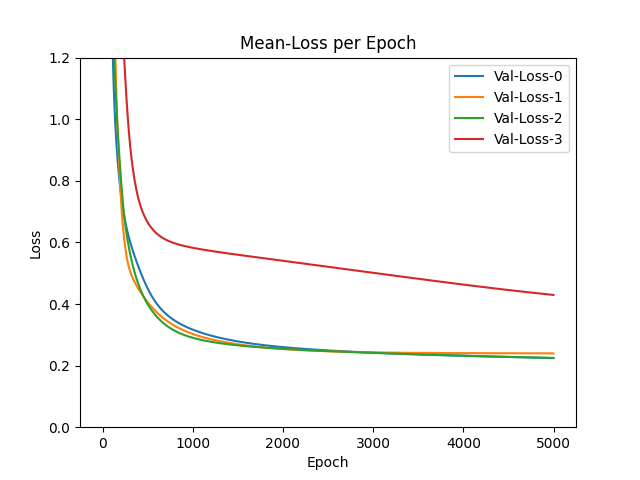 Mean-Loss per Epoch
1.2
1.0
0.8
0.6
0.4
0.2
0.0
Loss
Val-Loss-0
Val-Loss-1
Val-Loss-2
Val-Loss-3
0 1000 2000 3000 4000 5000
Epoch